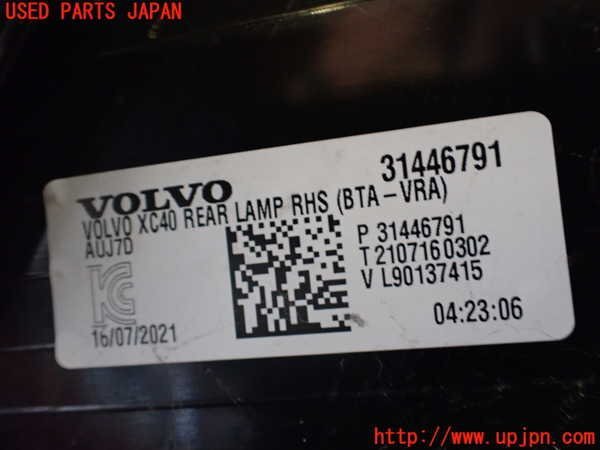 USED PARTS JAPAN
31446791
VOLVO
VOLVO XC40 REAR LAMP RHS (BTA-VRA)
AUJ7D
P 31446791
T 2107160302
V L90137415
KC
16/07/2021
04:23:06
http://www.upjpn.com/